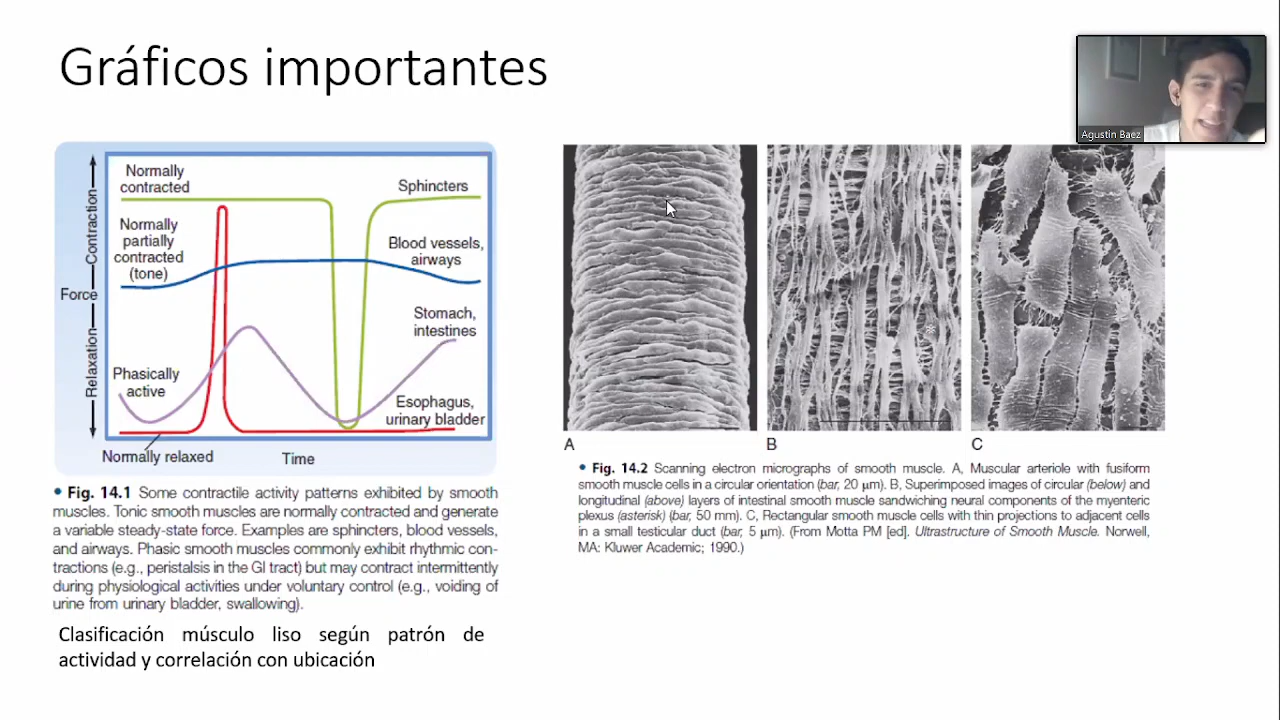 Gráficos importantes
Agustin Baez
Normally
contracted
Sphincters
Normally
partially
contracted
(tone)
Blood vessels,
airways
Stomach,
intestines
Phasically
active
Esophagus,
urinary bladder
Normally relaxed
Time
Force
Contraction
Relaxation
A
B
C
• Fig. 14.1 Some contractile activity patterns exhibited by smooth
muscles. Tonic smooth muscles are normally contracted and generate
a variable steady-state force. Examples are sphincters, blood vessels,
and airways. Phasic smooth muscles commonly exhibit rhythmic con-
tractions (e.g., peristalsis in the GI tract) but may contract intermittently
during physiological activities under voluntary control (e.g., voiding of
urine from urinary bladder, swallowing).
Clasificación músculo liso según patrón de
actividad y correlación con ubicación
• Fig. 14.2 Scanning electron micrographs of smooth muscle. A, Muscular arteriole with fusiform
smooth muscle cells in a circular orientation (bar, 20 μm). B, Superimposed images of circular (below) and
longitudinal (above) layers of intestinal smooth muscle sandwiching neural components of the myenteric
plexus (asterisk) (bar, 50 mm). C, Rectangular smooth muscle cells with thin projections to adjacent cells
in a small testicular duct (bar, 5 μm). (From Motta PM [ed]. Ultrastructure of Smooth Muscle. Norwell,
MA: Kluwer Academic; 1990.)